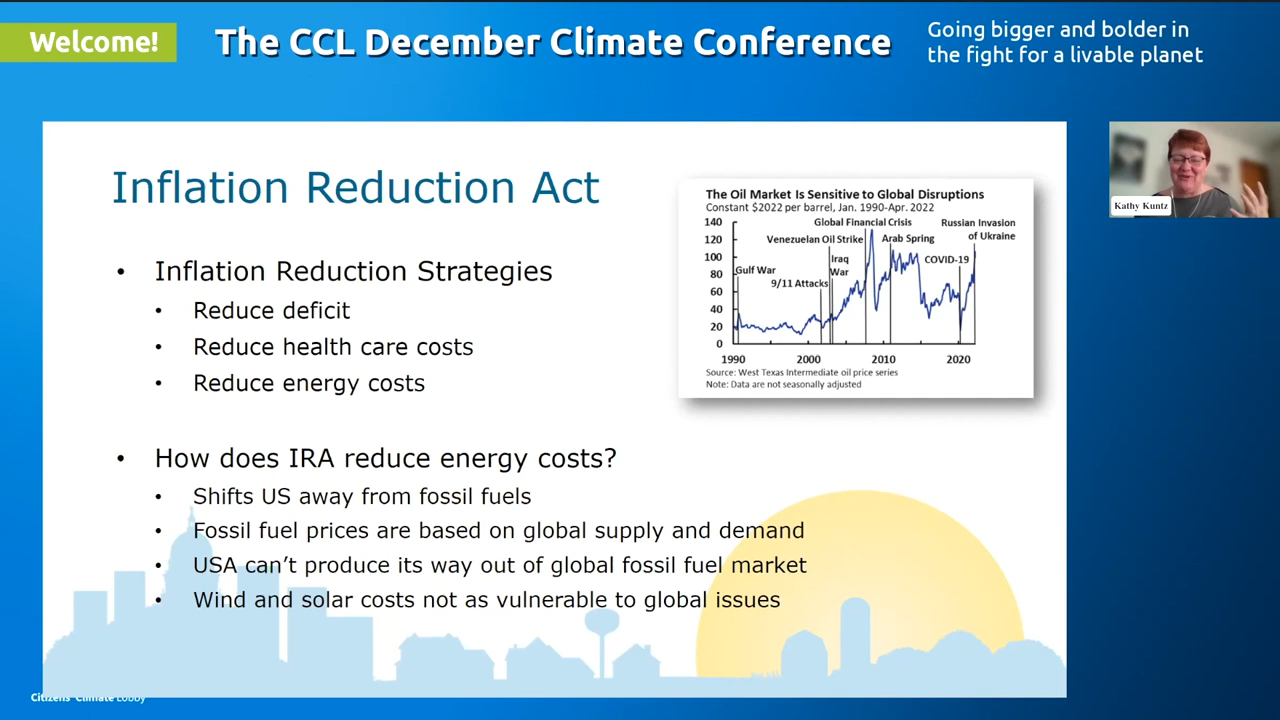 Welcome!
The CCL December Climate Conference
Going bigger and bolder in
the fight for a livable planet
Inflation Reduction Act
• Inflation Reduction Strategies
• Reduce deficit
• Reduce health care costs
• Reduce energy costs
The Oil Market Is Sensitive to Global Disruptions
Constant $2022 per barrel, Jan. 1990-Apr. 2022
140
120
100
80
60
40
20
0
Global Financial Crisis
Russian Invasion
of Ukraine
Venezuelan Oil Strike
Arab Spring
Iraq
War
COVID-19
Gulf War
9/11 Attacks
1990
2000
2010
2020
Source: West Texas Intermediate oil price series
Note: Data are not seasonally adjusted
Kathy Kuntz
• How does IRA reduce energy costs?
• Shifts US away from fossil fuels
• Fossil fuel prices are based on global supply and demand
• USA can't produce its way out of global fossil fuel market
• Wind and solar costs not as vulnerable to global issues
Citizens' Climate Lobby